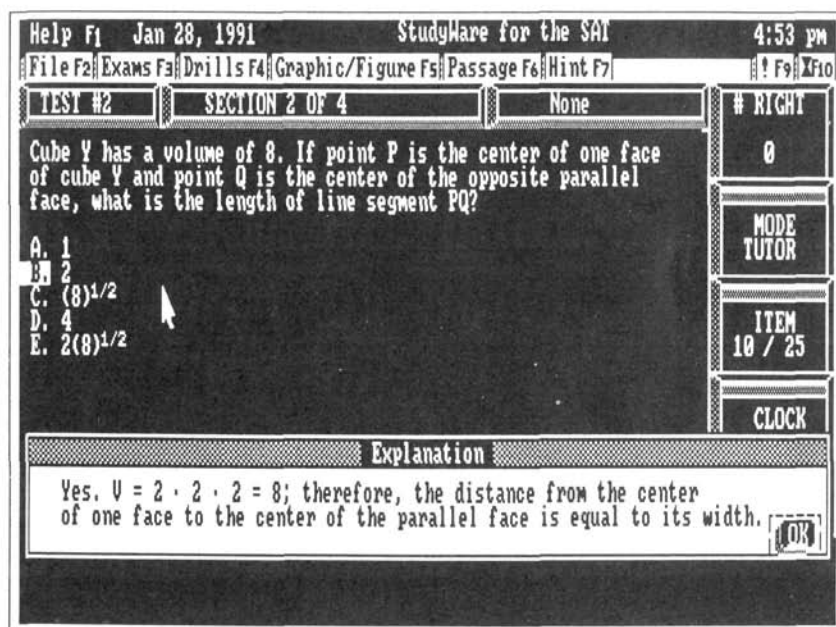 Help F1 Jan 28, 1991 StudyWare for the SAT 4:53 pm
File F2 Exams F3 Drills F4 Graphic/Figure F5 Passage F6 Hint F7 ! F9 X F10
TEST #2 SECTION 2 OF 4 None # RIGHT
0
Cube Y has a volume of 8. If point P is the center of one face
of cube Y and point Q is the center of the opposite parallel
face, what is the length of line segment PQ?
A. 1
B. 2
C. (8)1/2
D. 4
E. 2(8)1/2
MODE
TUTOR
ITEM
10 / 25
CLOCK
Explanation
Yes. V = 2 · 2 · 2 = 8; therefore, the distance from the center
of one face to the center of the parallel face is equal to its width.
OK